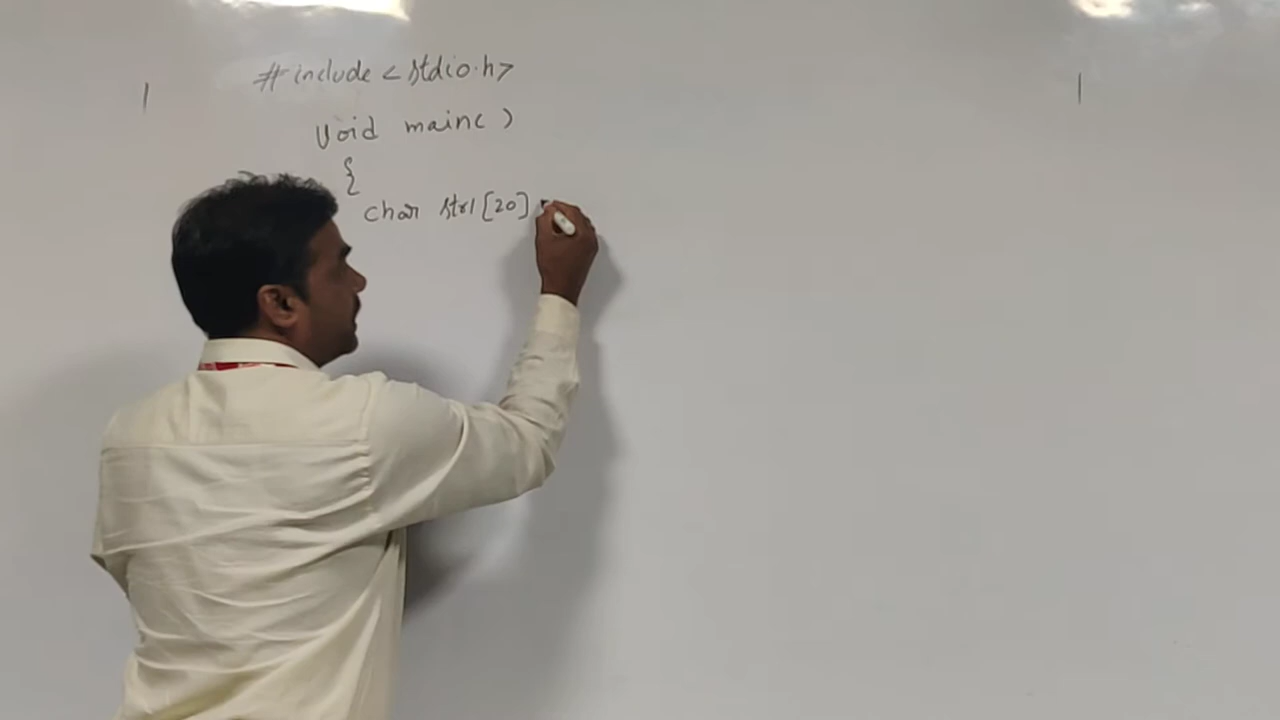 #include <stdio.h>
void main()
{
char str1[20]